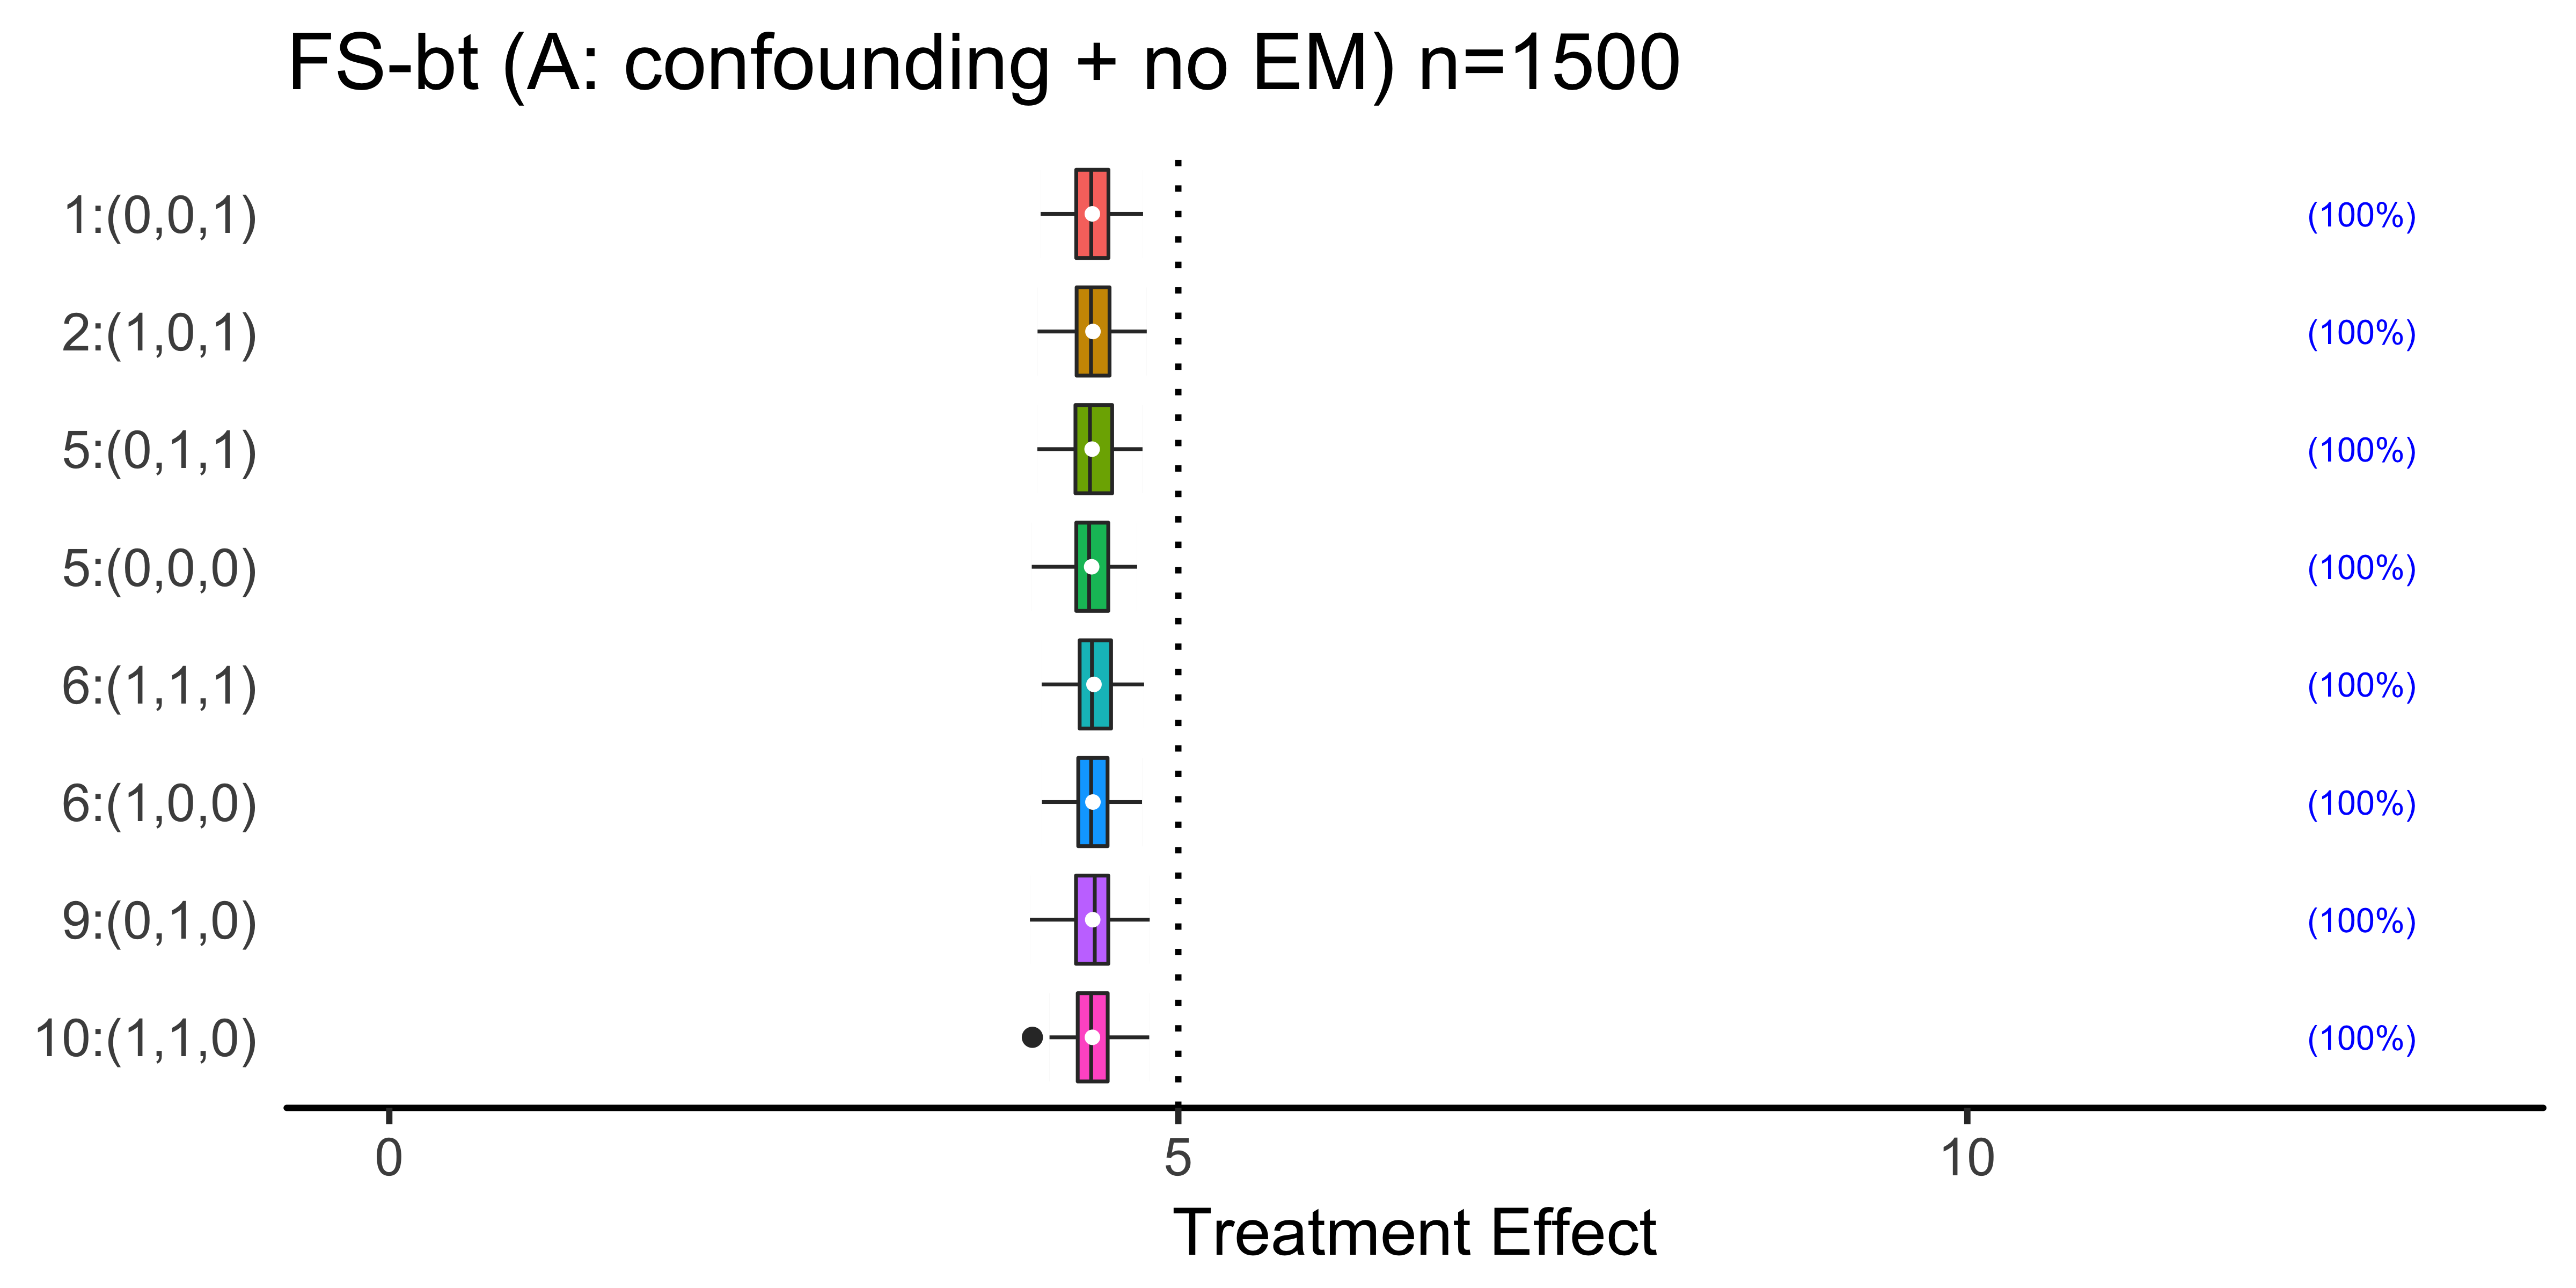 FS-bt (A: confounding + no EM) n=1500
1:(0,0,1) (100%)
2:(1,0,1) (100%)
5:(0,1,1) (100%)
5:(0,0,0) (100%)
6:(1,1,1) (100%)
6:(1,0,0) (100%)
9:(0,1,0) (100%)
10:(1,1,0) (100%)
0 5 10
Treatment Effect